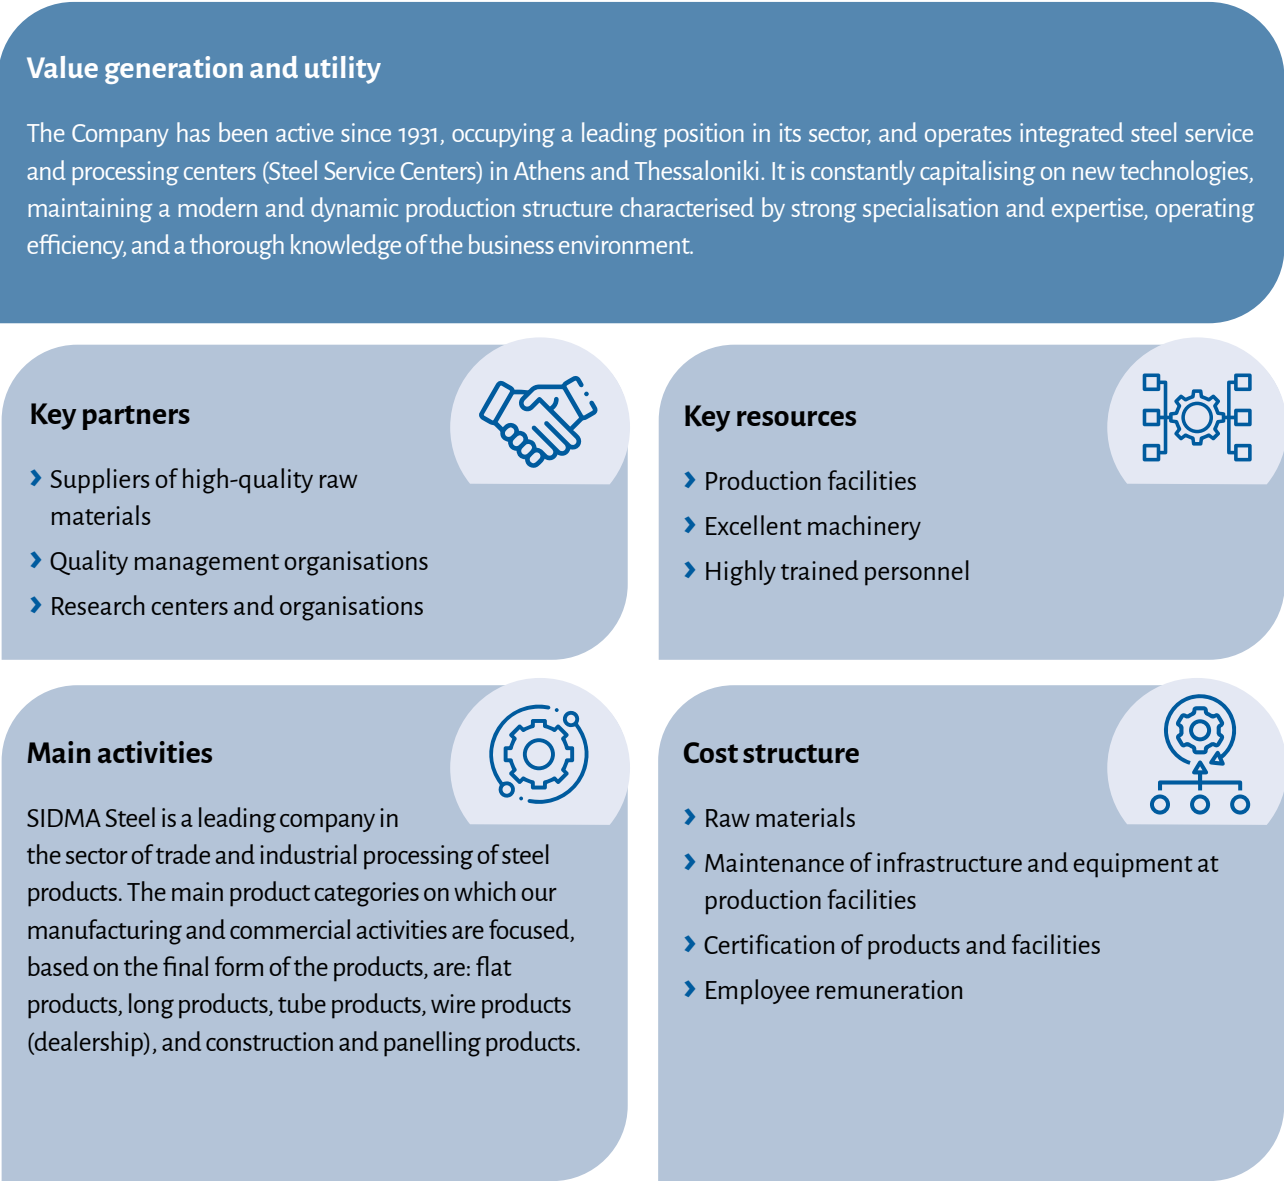 Value generation and utility
The Company has been active since 1931, occupying a leading position in its sector, and operates integrated steel service
and processing centers (Steel Service Centers) in Athens and Thessaloniki. It is constantly capitalising on new technologies,
maintaining a modern and dynamic production structure characterised by strong specialisation and expertise, operating
efficiency, and a thorough knowledge of the business environment.
Key partners
› Suppliers of high-quality raw
materials
› Quality management organisations
› Research centers and organisations
Key resources
› Production facilities
› Excellent machinery
› Highly trained personnel
Main activities
SIDMA Steel is a leading company in
the sector of trade and industrial processing of steel
products. The main product categories on which our
manufacturing and commercial activities are focused,
based on the final form of the products, are: flat
products, long products, tube products, wire products
(dealership), and construction and panelling products.
Cost structure
› Raw materials
› Maintenance of infrastructure and equipment at
production facilities
› Certification of products and facilities
› Employee remuneration